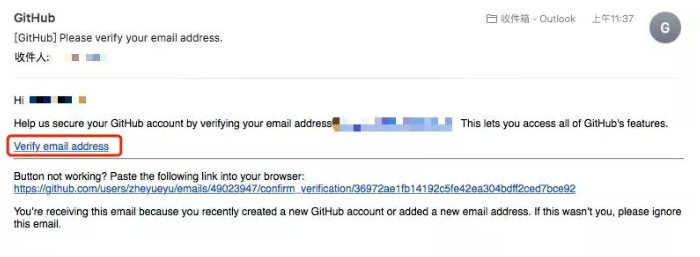 GitHub
收件箱 - Outlook
上午11:37
G
[GitHub] Please verify your email address.
收件人:
Hi
Help us secure your GitHub account by verifying your email address This lets you access all of GitHub's features.
Verify email address
Button not working? Paste the following link into your browser:
https://github.com/users/zheyueyu/emails/49023947/confirm_verification/36972ae1fb14192c5fe42ea304bdff2ced7bce92
You're receiving this email because you recently created a new GitHub account or added a new email address. If this wasn't you, please ignore
this email.